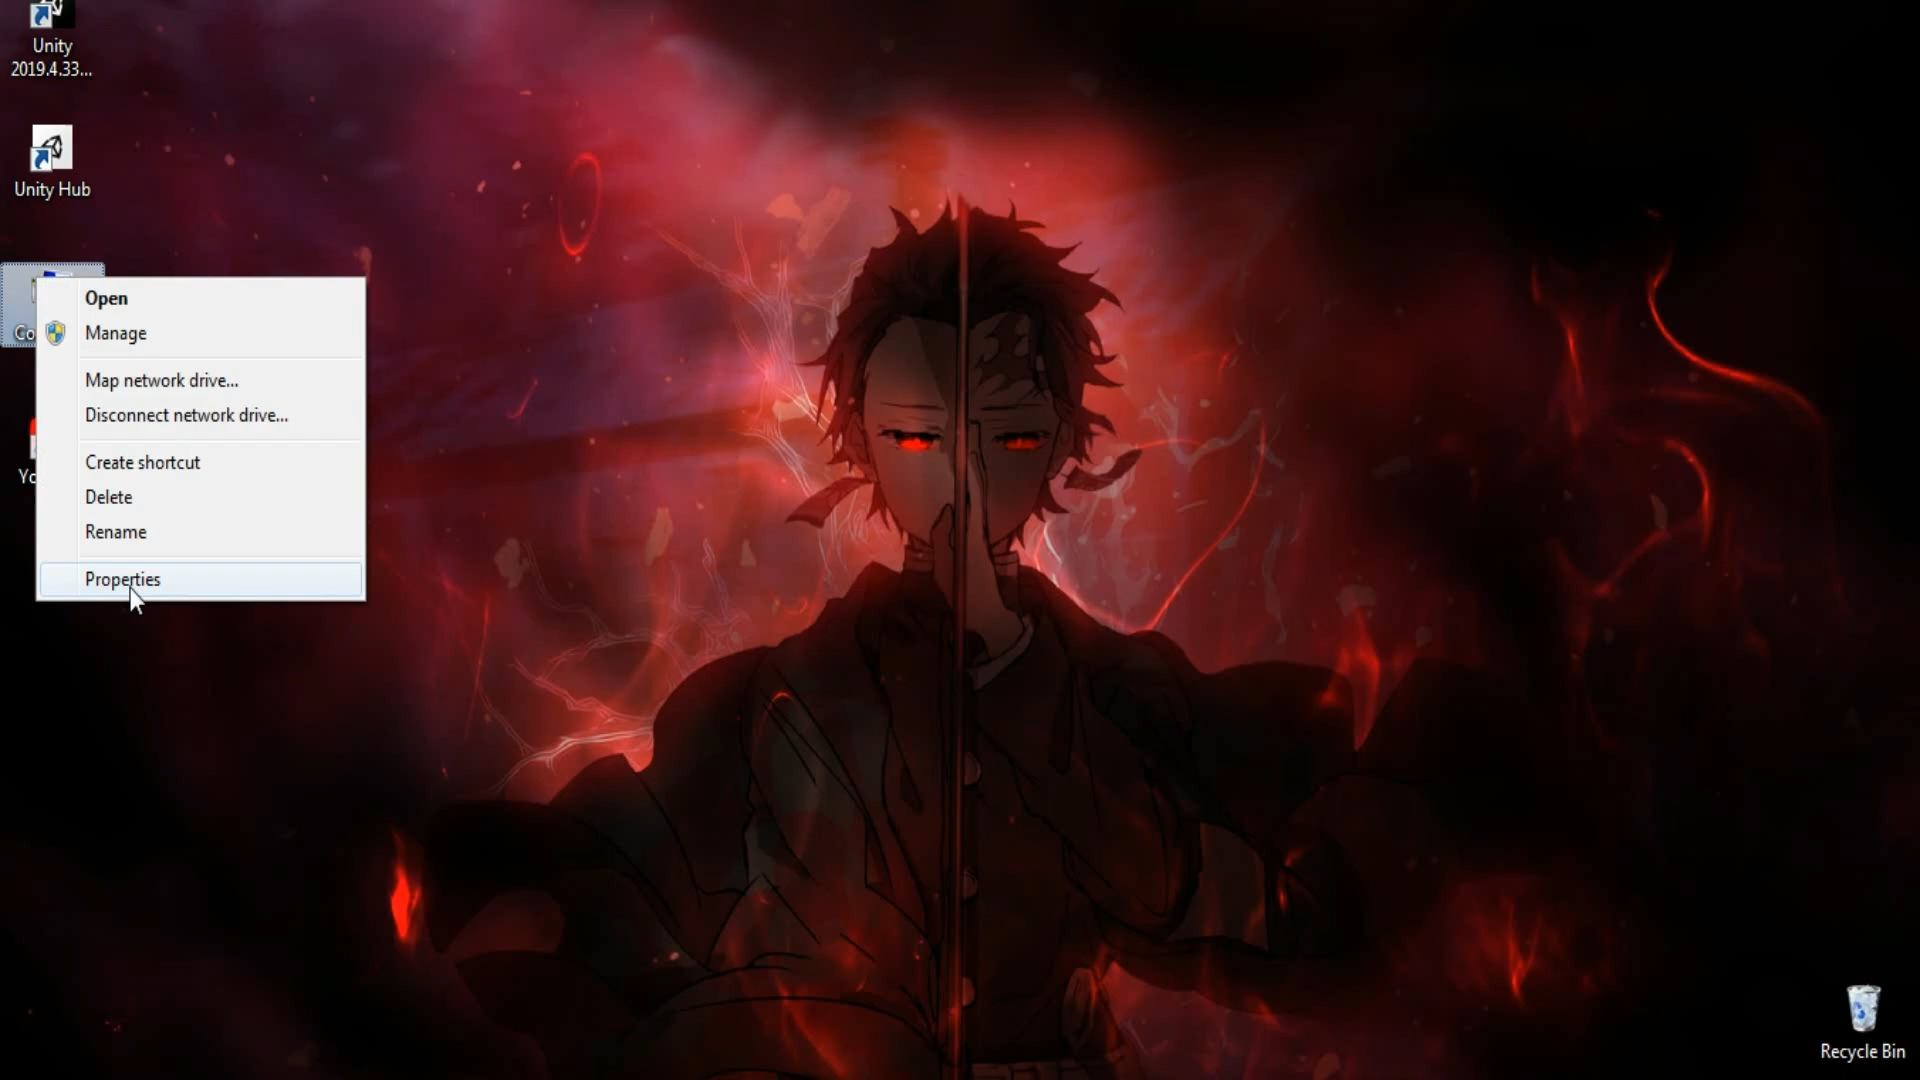 Unity
2019.4.33...
Unity Hub
Co
Open
Manage
Map network drive...
Disconnect network drive...
Create shortcut
Delete
Rename
Properties
Recycle Bin